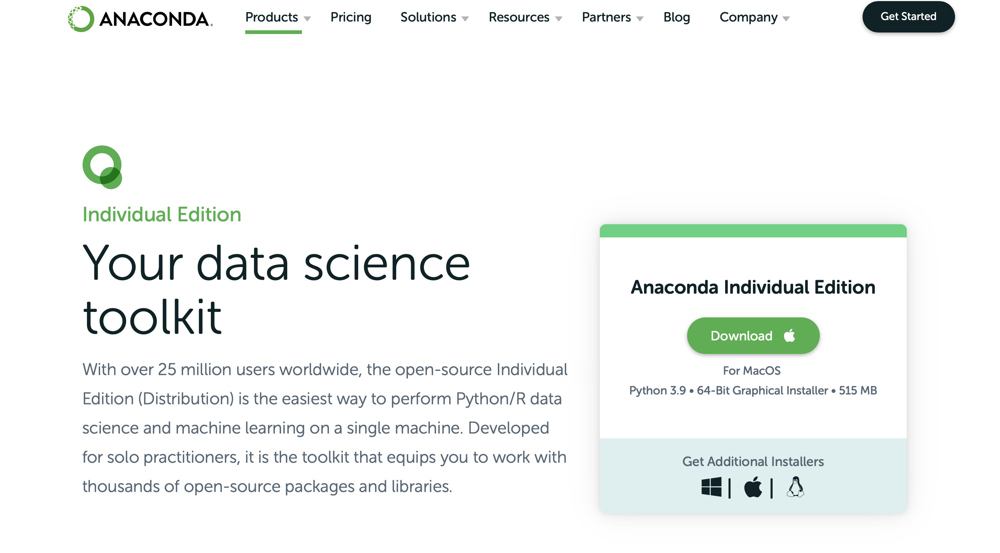 ANACONDA®
Products
Pricing
Solutions
Resources
Partners
Blog
Company
Get Started
Individual Edition
Your data science
toolkit
With over 25 million users worldwide, the open-source Individual
Edition (Distribution) is the easiest way to perform Python/R data
science and machine learning on a single machine. Developed
for solo practitioners, it is the toolkit that equips you to work with
thousands of open-source packages and libraries.
Anaconda Individual Edition
Download
For MacOS
Python 3.9 • 64-Bit Graphical Installer • 515 MB
Get Additional Installers